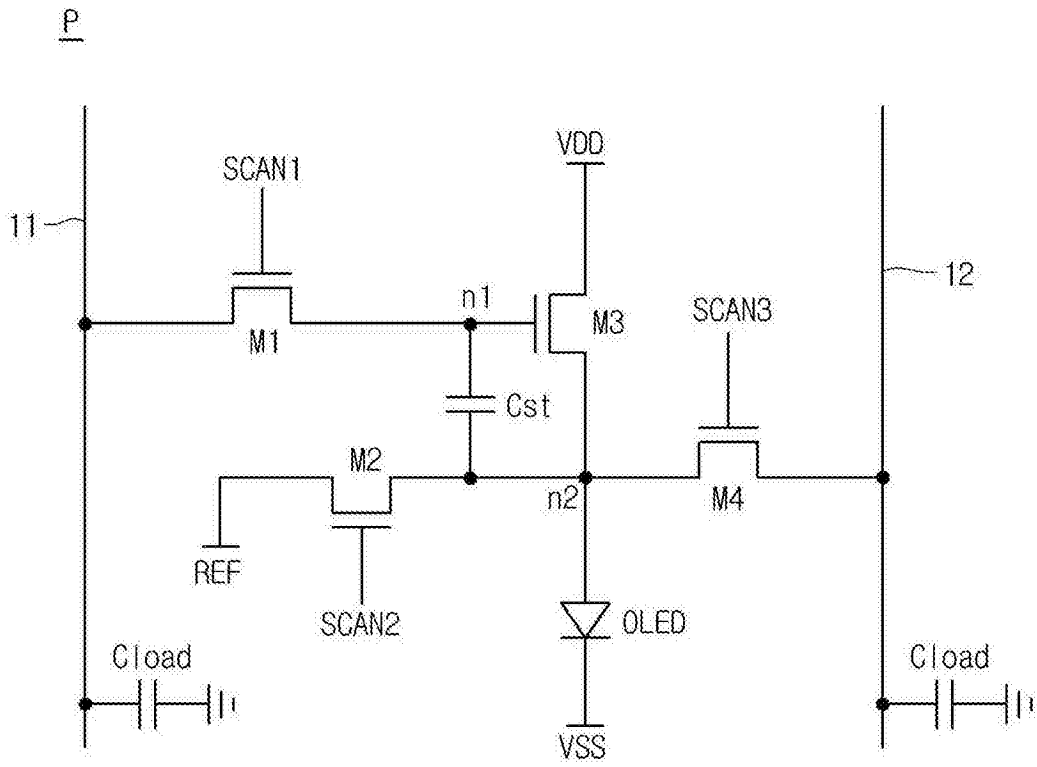 P
VDD
SCAN1
11
12
n1
M3
SCAN3
M1
Cst
M2
n2
M4
REF
SCAN2
OLED
Cload
Cload
VSS